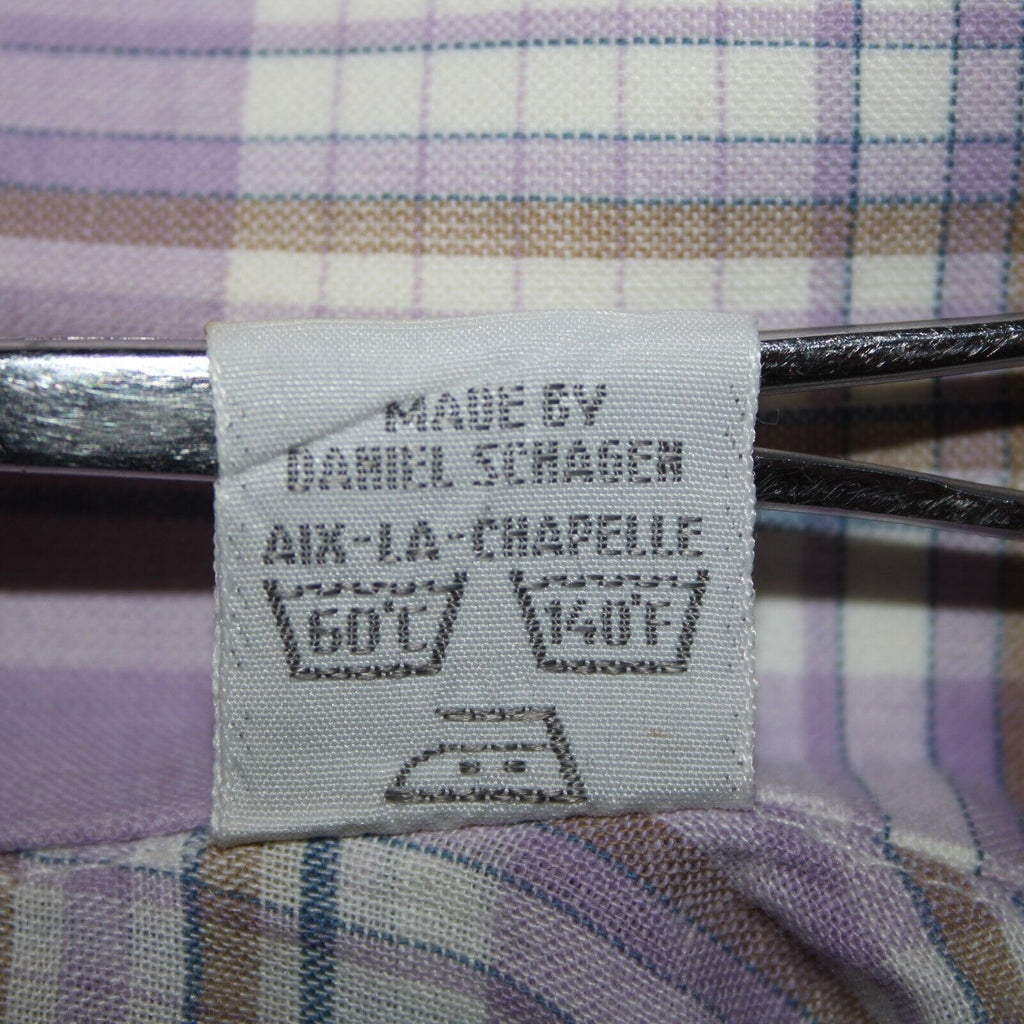 MADE BY
DANIEL SCHAGEN
AIX-LA-CHAPELLE
60°C 140°F